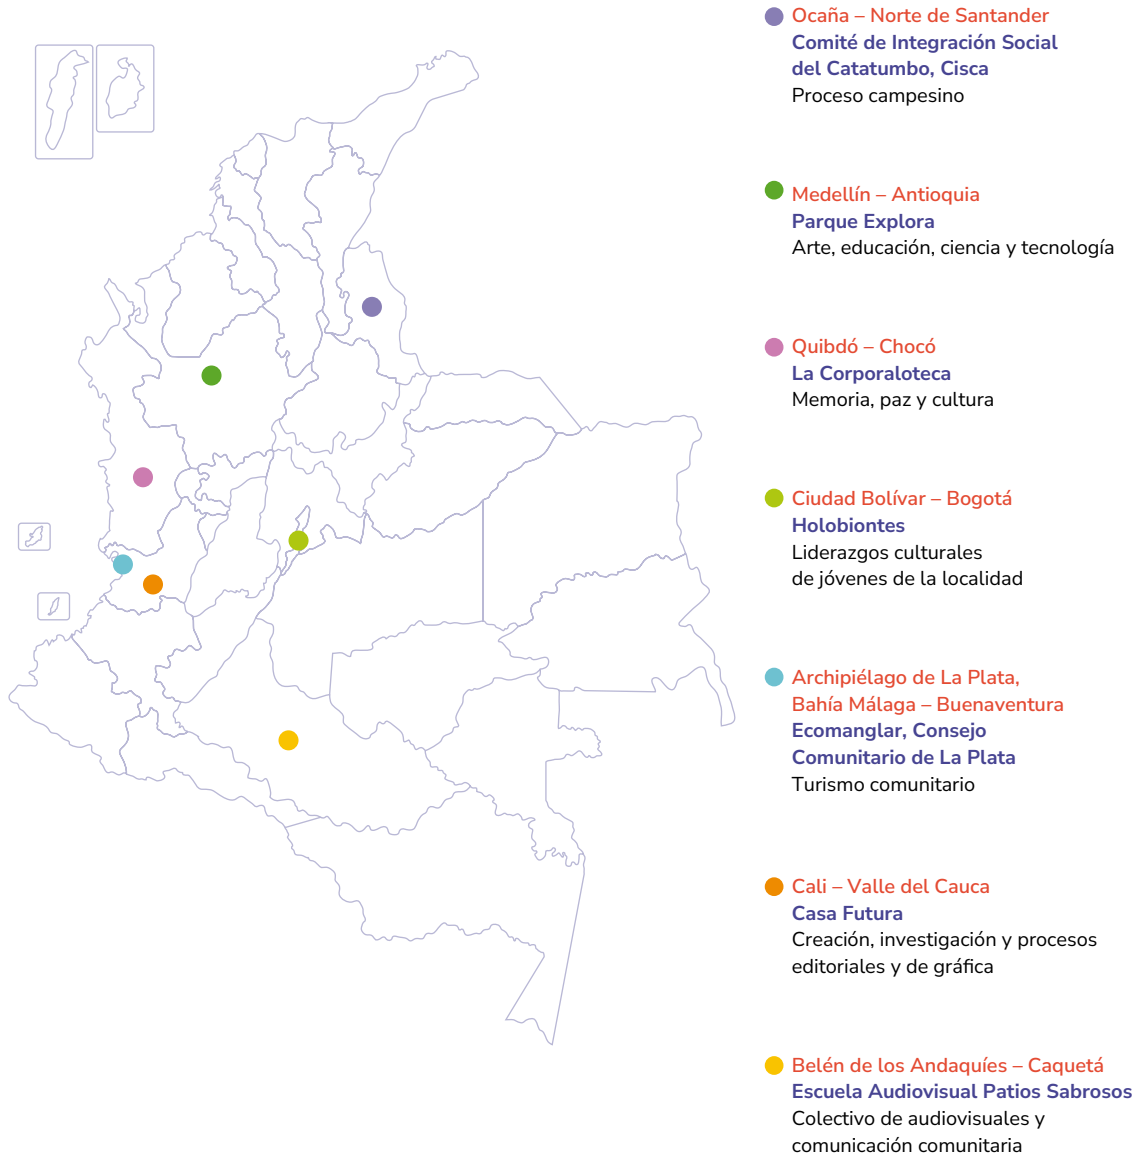 Ocaña – Norte de Santander
Comité de Integración Social
del Catatumbo, Cisca
Proceso campesino
Medellín – Antioquia
Parque Explora
Arte, educación, ciencia y tecnología
Quibdó – Chocó
La Corporaloteca
Memoria, paz y cultura
Ciudad Bolívar – Bogotá
Holobiontes
Liderazgos culturales
de jóvenes de la localidad
Archipiélago de La Plata,
Bahía Málaga – Buenaventura
Ecomanglar, Consejo
Comunitario de La Plata
Turismo comunitario
Cali – Valle del Cauca
Casa Futura
Creación, investigación y procesos
editoriales y de gráfica
Belén de los Andaquíes – Caquetá
Escuela Audiovisual Patios Sabrosos
Colectivo de audiovisuales y
comunicación comunitaria